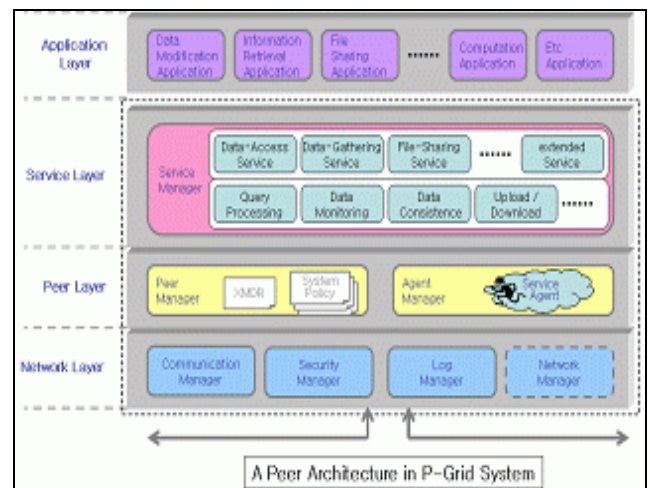 Application
Layer
Data
Modification
Application
Information
Retrieval
Application
File
Sharing
Application
......
Computation
Application
Etc
Application
Service Layer
Service
Manager
Data-Access
Service
Data-Gathering
Service
File-Sharing
Service
......
extended
Service
Query
Processing
Data
Monitoring
Data
Consistence
Upload /
Download
......
Peer Layer
Peer
Manager
XMDR
System
Policy
Agent
Manager
Service
Agent
Network Layer
Communication
Manager
Security
Manager
Log
Manager
Network
Manager
A Peer Architecture in P-Grid System